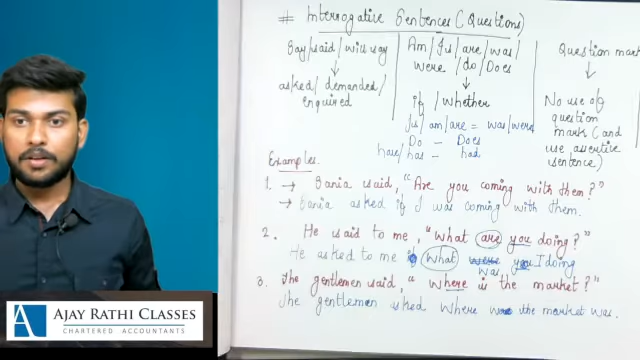 # Interrogative Sentences (Questions)
Say/said/will say
↓
asked/demanded/
enquired
Am/Is/are/was/
were/do/Does
↓
if/whether
Is/am/are = was/were
Do - Does
have/has - had
Question mark
↓
No use of
question
mark (and
use assertive
sentence)
Examples
1. → Sania said, "Are you coming with them?"
→ Sania asked if I was coming with them.
2. He said to me, "what are you doing?"
He asked to me what was I doing
3. The gentlemen said, "where is the market?"
The gentlemen asked where the market was.
AJAY RATHI CLASSES
CHARTERED ACCOUNTANTS